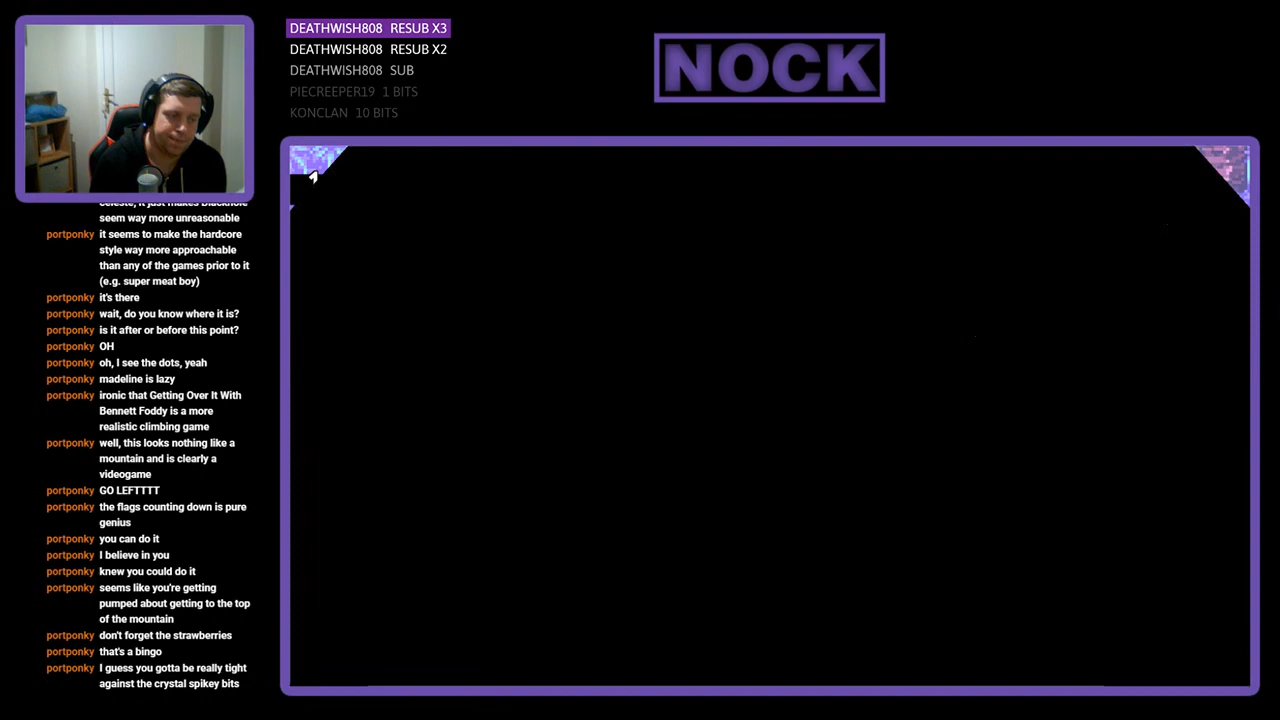 DEATHWISH808 RESUB X3
DEATHWISH808 RESUB X2
DEATHWISH808 SUB
PIECREEPER19 1 BITS
KONCLAN 10 BITS
NOCK
celeste, it just makes Blackhole
seem way more unreasonable
portponky it seems to make the hardcore
style way more approachable
than any of the games prior to it
(e.g. super meat boy)
portponky it's there
portponky wait, do you know where it is?
portponky is it after or before this point?
portponky OH
portponky oh, I see the dots, yeah
portponky madeline is lazy
portponky ironic that Getting Over It With
Bennett Foddy is a more
realistic climbing game
portponky well, this looks nothing like a
mountain and is clearly a
videogame
portponky GO LEFTTTT
portponky the flags counting down is pure
genius
portponky you can do it
portponky I believe in you
portponky knew you could do it
portponky seems like you're getting
pumped about getting to the top
of the mountain
portponky don't forget the strawberries
portponky that's a bingo
portponky I guess you gotta be really tight
against the crystal spikey bits